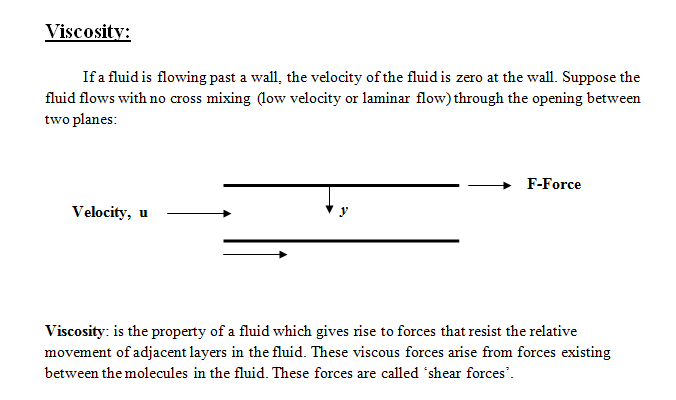 Viscosity:
If a fluid is flowing past a wall, the velocity of the fluid is zero at the wall. Suppose the
fluid flows with no cross mixing (low velocity or laminar flow) through the opening between
two planes:
F-Force
Velocity, u
y
Viscosity: is the property of a fluid which gives rise to forces that resist the relative
movement of adjacent layers in the fluid. These viscous forces arise from forces existing
between the molecules in the fluid. These forces are called ‘shear forces’.